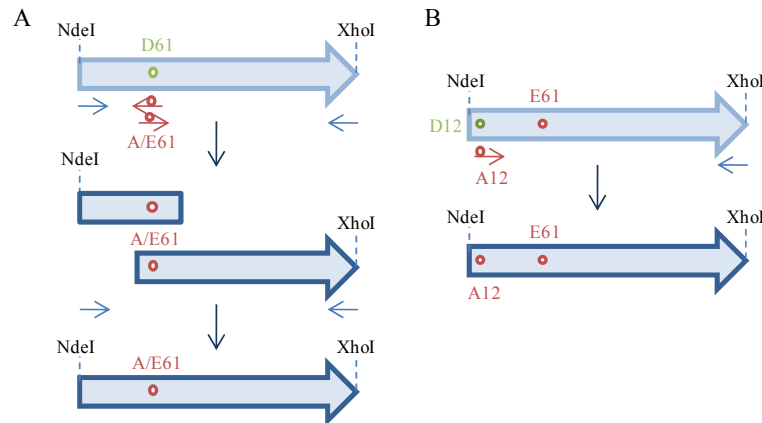 A
NdeI
XhoI
D61
A/E61
NdeI
A/E61
XhoI
NdeI
A/E61
XhoI
B
NdeI
E61
XhoI
D12
A12
NdeI
E61
XhoI
A12